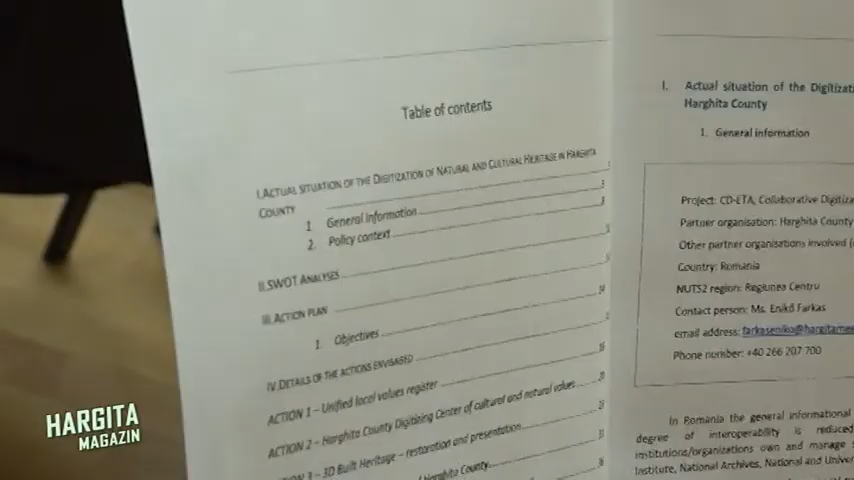 Table of contents
I.ACTUAL SITUATION OF THE DIGITIZATION OF NATURAL AND CULTURAL HERITAGE IN HARGHITA
COUNTY
1. General information
2. Policy context
II.SWOT ANALYSES
III.ACTION PLAN
1. Objectives
IV.DETAILS OF THE ACTIONS ENVISAGED
ACTION 1 – Unified local values register
ACTION 2 – Harghita County Digitising Center of cultural and natural values
3 – 3D Built Heritage – restoration and presentation
Harghita County
I. Actual situation of the
Harghita County
1. General information
Project: CD-ETA, Collaborative
Partner organisation: Harghita County
Other partner organisations involved
Country: Romania
NUTS2 region: Regiunea Centru
Contact person: Ms. Enikő Farkas
email address:
Phone number: +40 266 207 700
In Romania the general informational
degree of interoperability is reduced
institutions/organizations own and manage
Institute, National Archives, National and
HARGITA
MAGAZIN